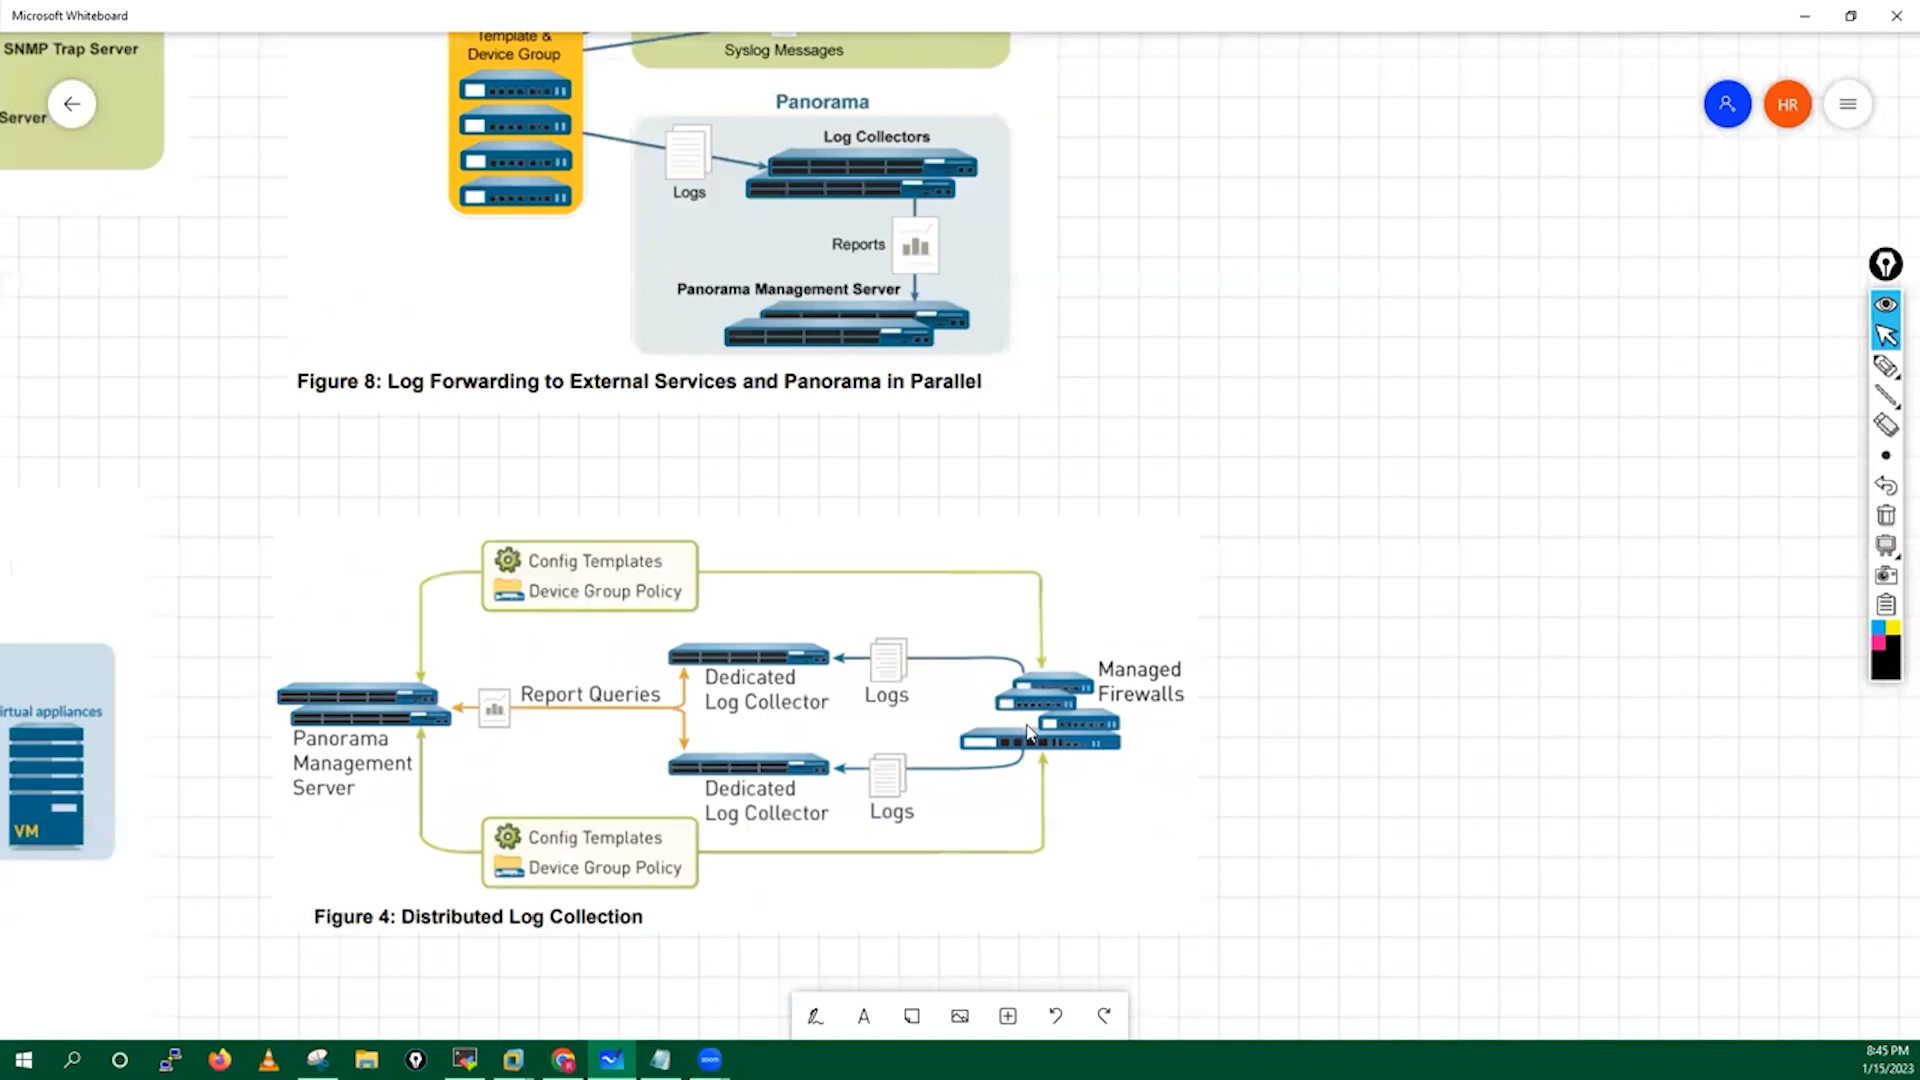 Microsoft Whiteboard
SNMP Trap Server
Server
Template &
Device Group
Syslog Messages
Panorama
Log Collectors
Logs
Reports
Panorama Management Server
HR
Figure 8: Log Forwarding to External Services and Panorama in Parallel
Config Templates
Device Group Policy
Managed
Firewalls
Dedicated
Log Collector
Logs
Report Queries
Panorama
Management
Server
Dedicated
Log Collector
Logs
Config Templates
Device Group Policy
irtual appliances
VM
Figure 4: Distributed Log Collection
A
zoom
8:45 PM
1/15/2023